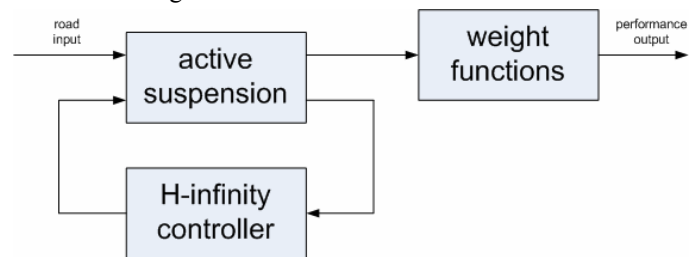 road
input
active
suspension
weight
functions
performance
output
H-infinity
controller